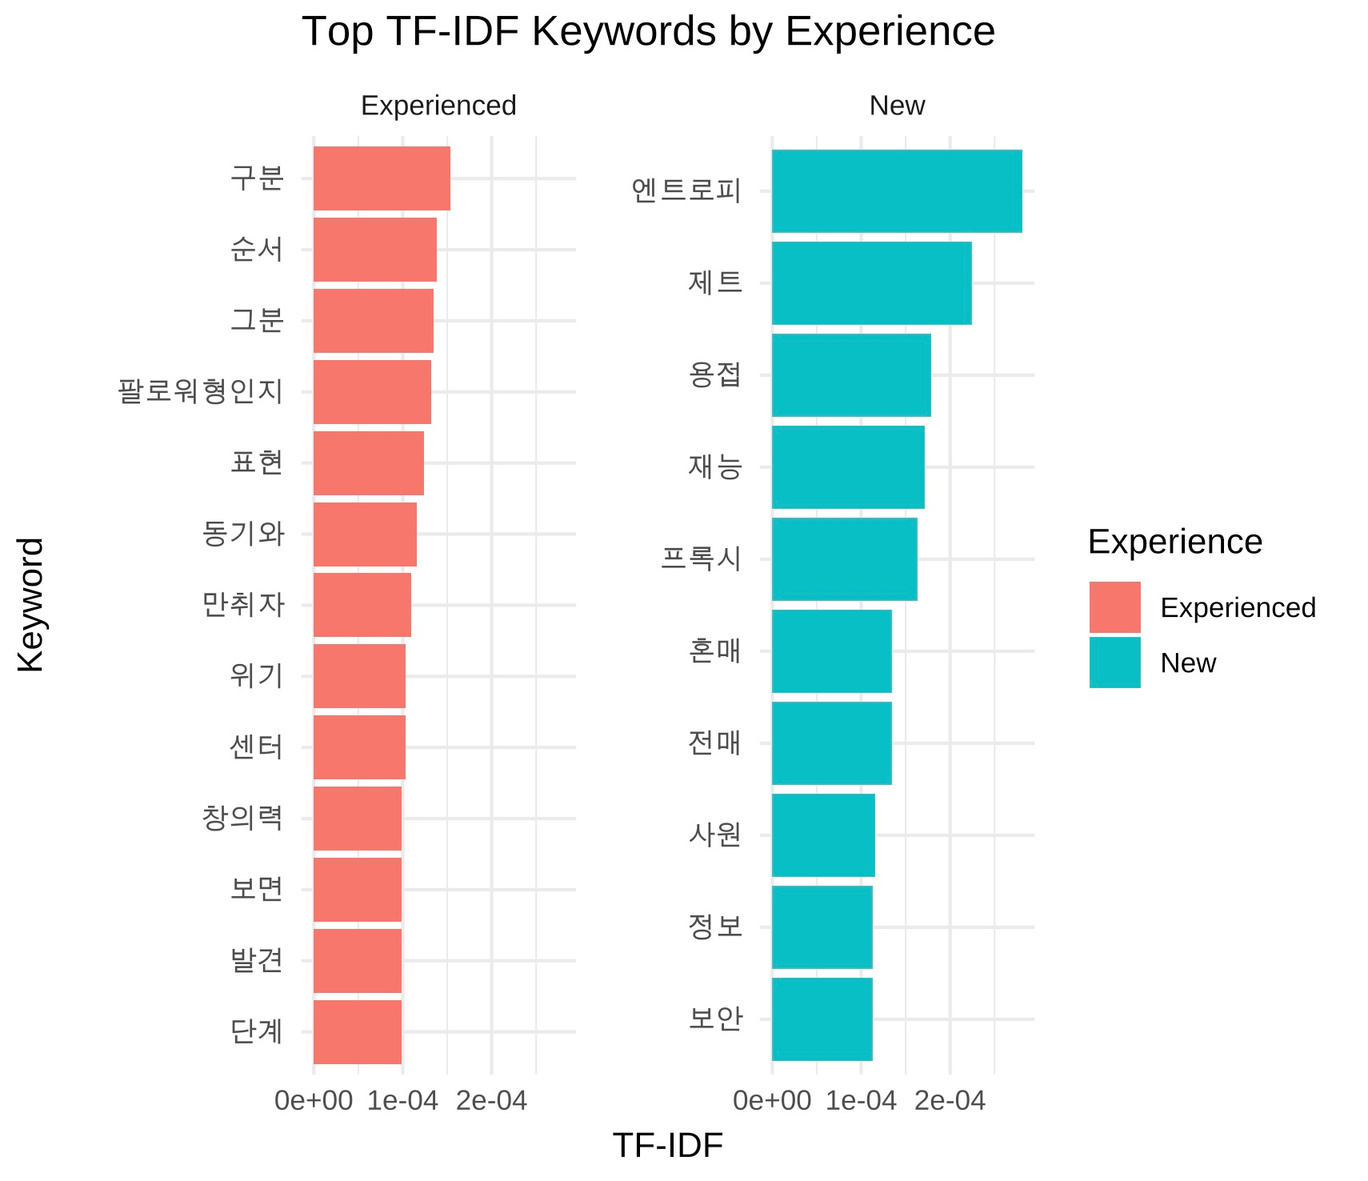 Top TF-IDF Keywords by Experience
Experienced
구분
순서
그분
팔로워형인지
표현
동기와
만취자
위기
센터
창의력
보면
발견
단계
0e+00 1e-04 2e-04
New
엔트로피
제트
용접
재능
프록시
혼매
전매
사원
정보
보안
0e+00 1e-04 2e-04
TF-IDF
Keyword
Experience
Experienced
New